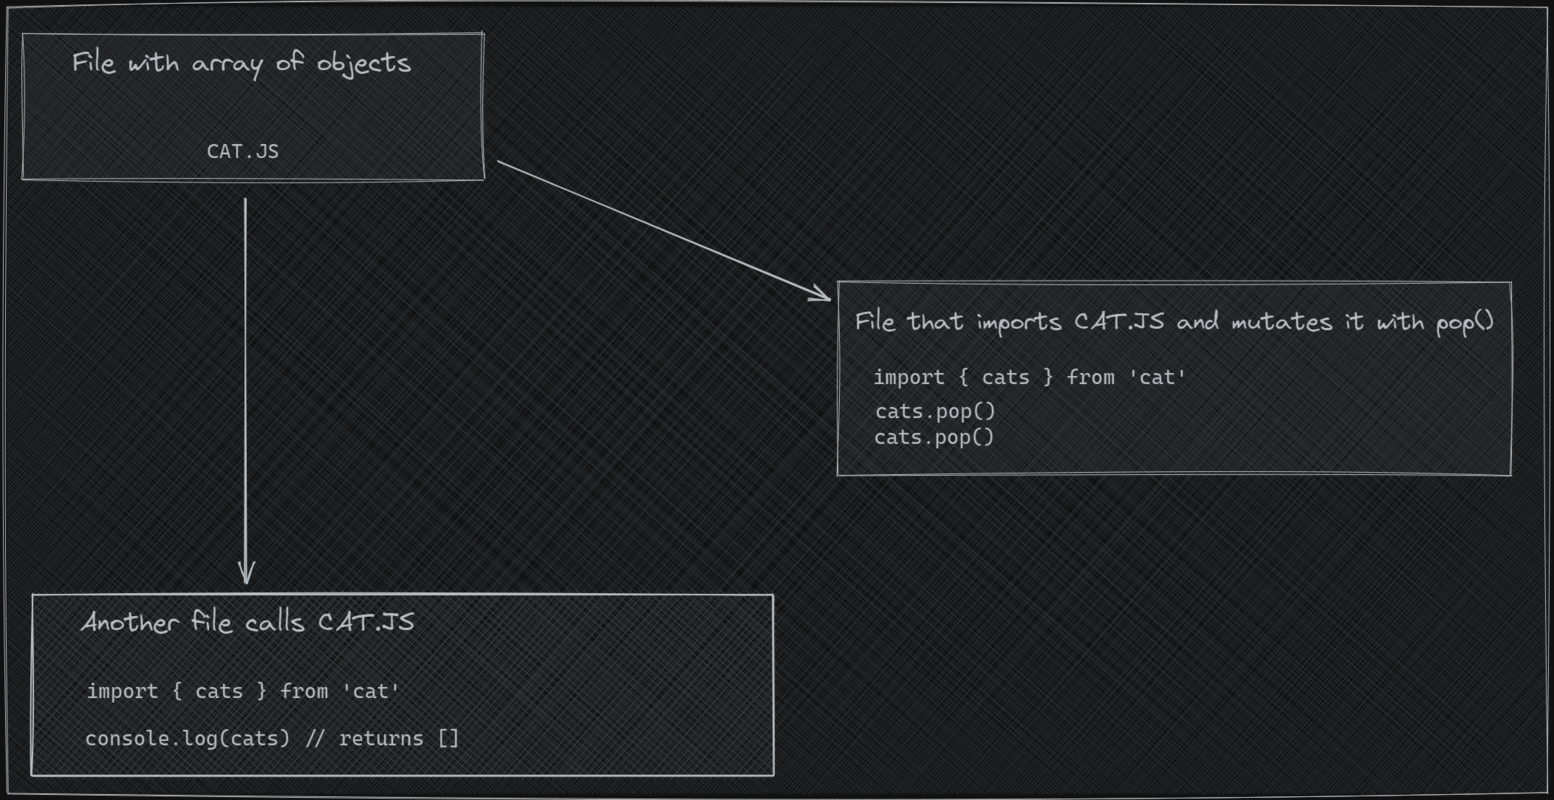 File with array of objects
CAT.JS
File that imports CAT.JS and mutates it with pop()
import { cats } from 'cat'
cats.pop()
cats.pop()
Another file calls CAT.JS
import { cats } from 'cat'
console.log(cats) // returns []